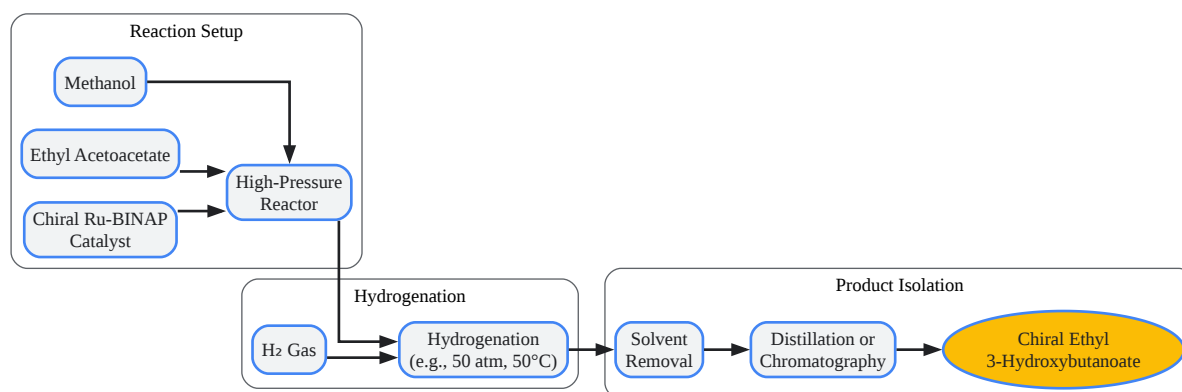 Reaction Setup
Methanol
Ethyl Acetoacetate
High-Pressure
Reactor
Chiral Ru-BINAP
Catalyst
Hydrogenation
H₂ Gas
Hydrogenation
(e.g., 50 atm, 50°C)
Product Isolation
Solvent
Removal
Distillation or
Chromatography
Chiral Ethyl
3-Hydroxybutanoate